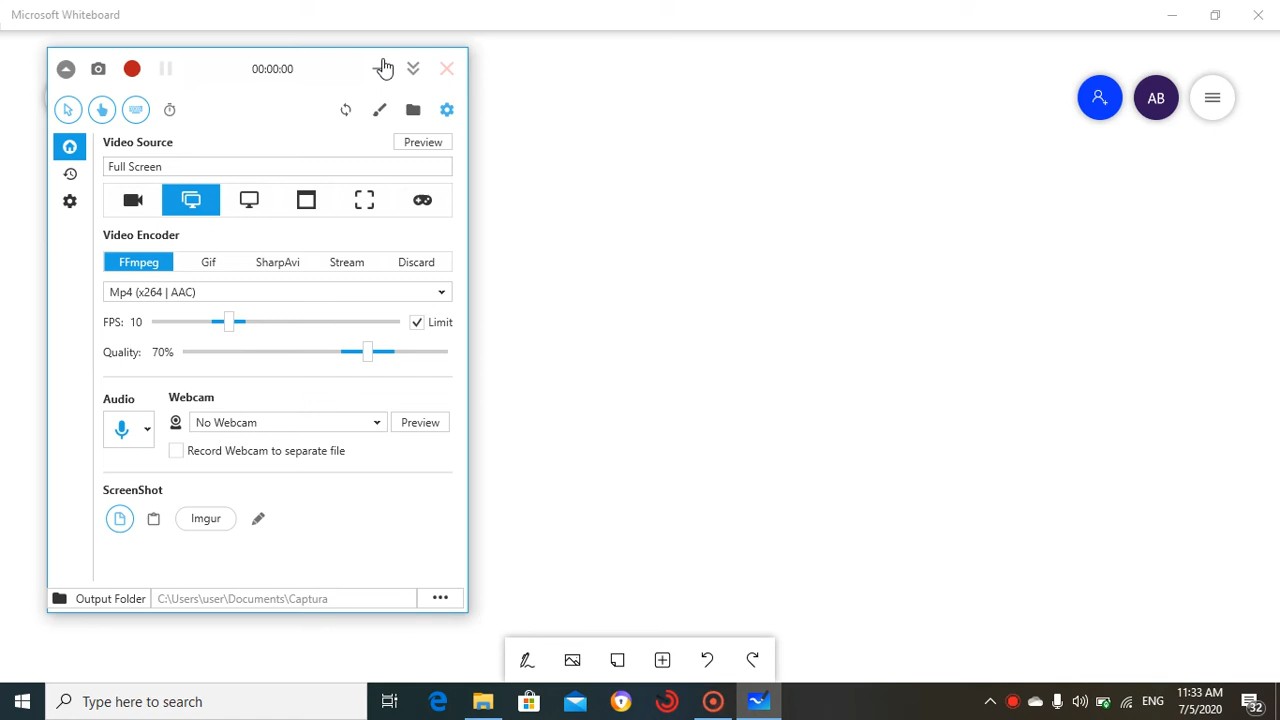 Microsoft Whiteboard
00:00:00
AB
Video Source
Preview
Full Screen
Video Encoder
FFmpeg Gif SharpAvi Stream Discard
Mp4 (x264 | AAC)
FPS: 10 Limit
Quality: 70%
Audio Webcam
No Webcam Preview
Record Webcam to separate file
ScreenShot
Imgur
Output Folder C:\Users\user\Documents\Captura
Type here to search
ENG
11:33 AM
7/5/2020
32